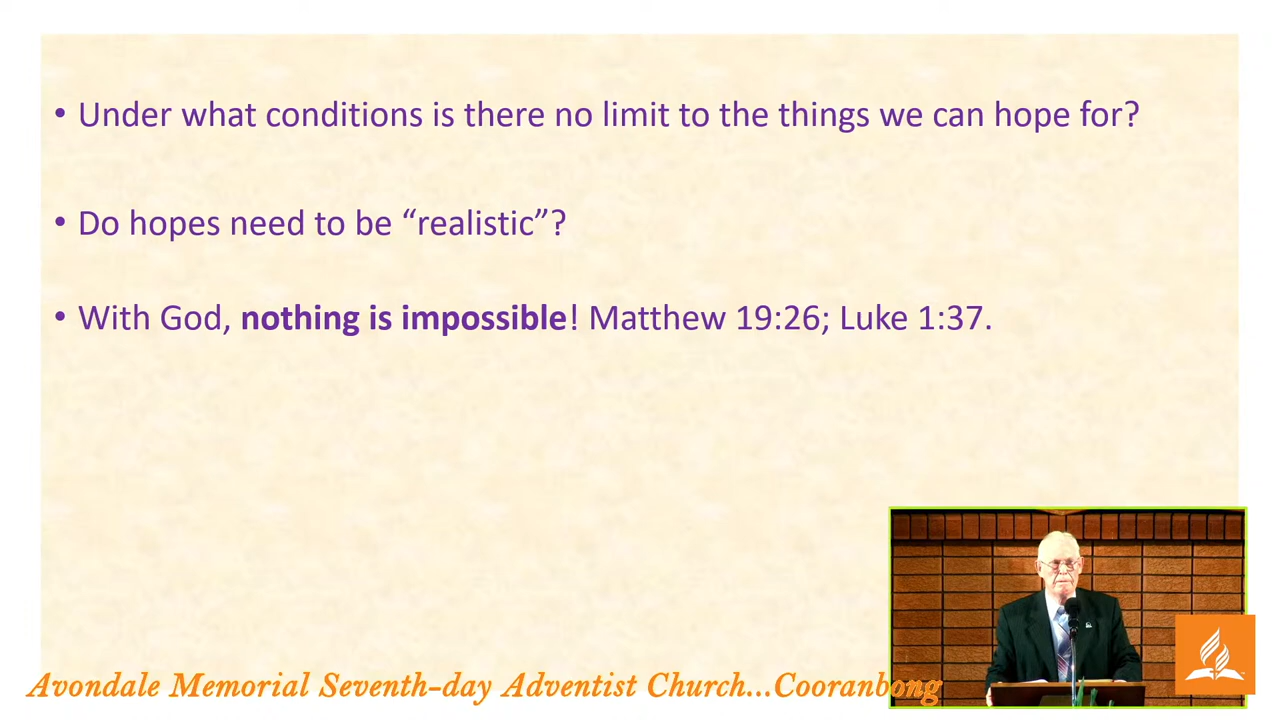 • Under what conditions is there no limit to the things we can hope for?
• Do hopes need to be “realistic”?
• With God, nothing is impossible! Matthew 19:26; Luke 1:37.
Avondale Memorial Seventh-day Adventist Church...Cooranbong